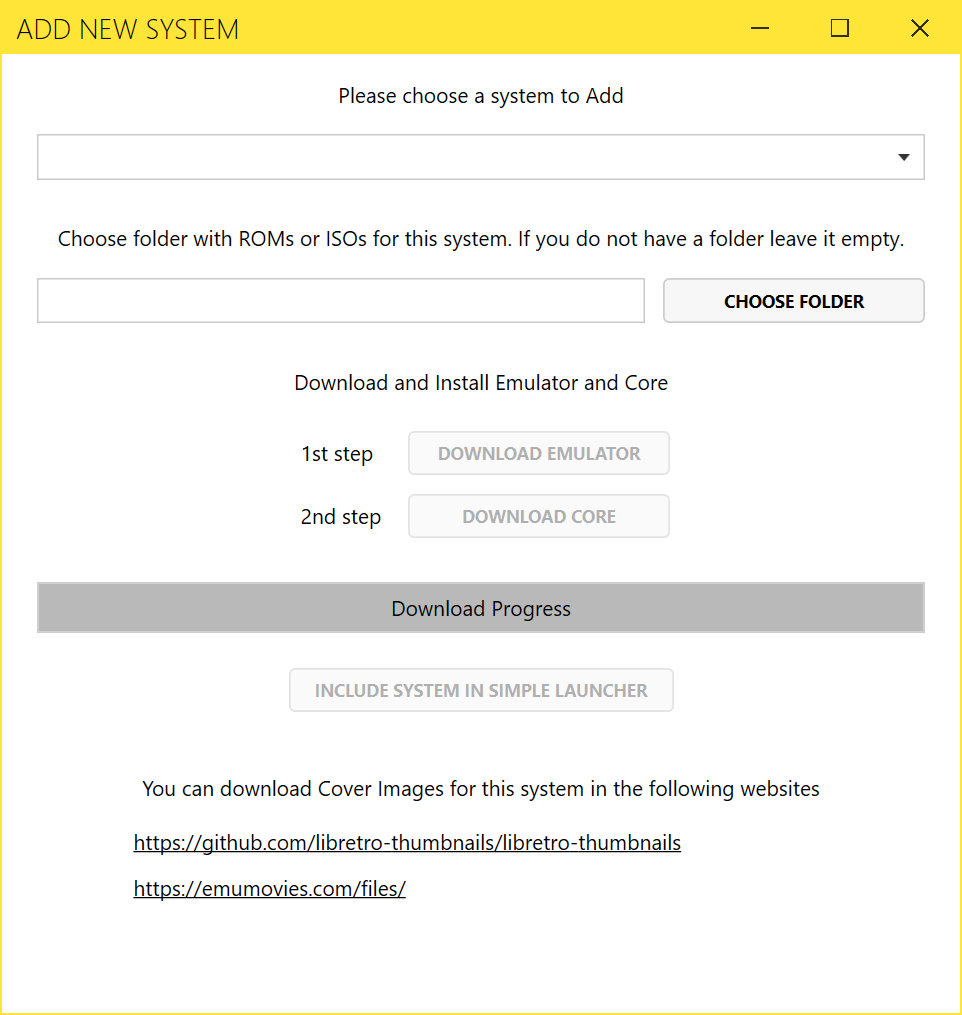 ADD NEW SYSTEM
Please choose a system to Add
Choose folder with ROMs or ISOs for this system. If you do not have a folder leave it empty.
CHOOSE FOLDER
Download and Install Emulator and Core
1st step DOWNLOAD EMULATOR
2nd step DOWNLOAD CORE
Download Progress
INCLUDE SYSTEM IN SIMPLE LAUNCHER
You can download Cover Images for this system in the following websites
https://github.com/libretro-thumbnails/libretro-thumbnails
https://emumovies.com/files/